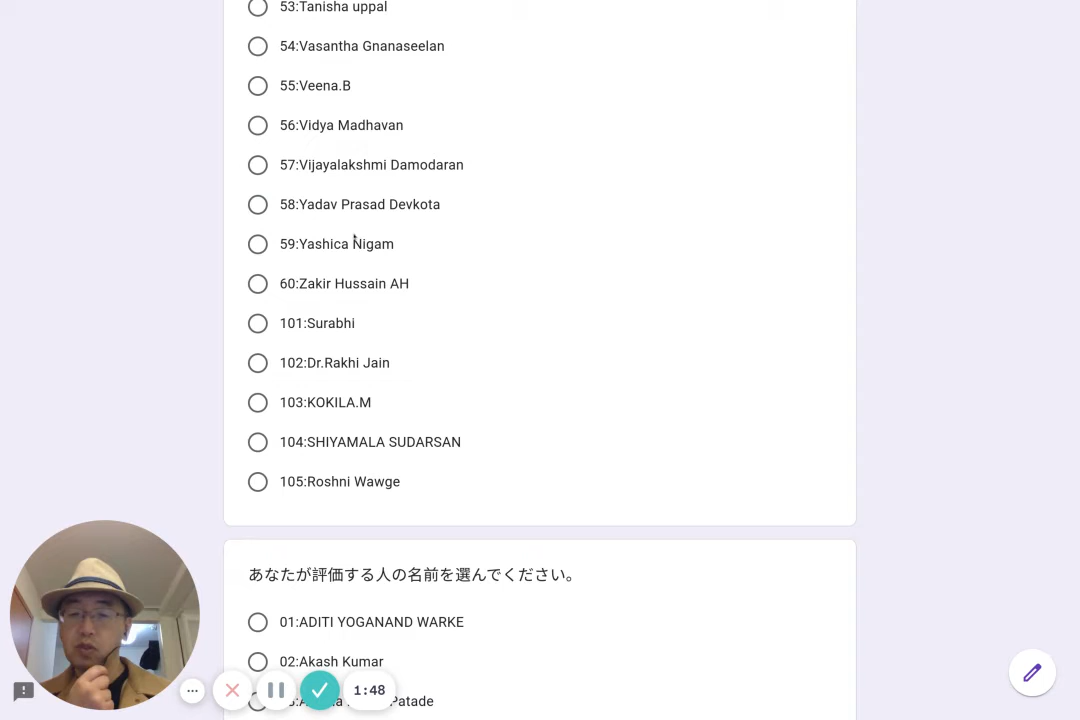 53:Tanisha uppal
54:Vasantha Gnanaseelan
55:Veena.B
56:Vidya Madhavan
57:Vijayalakshmi Damodaran
58:Yadav Prasad Devkota
59:Yashica Nigam
60:Zakir Hussain AH
101:Surabhi
102:Dr.Rakhi Jain
103:KOKILA.M
104:SHIYAMALA SUDARSAN
105:Roshni Wawge
あなたが評価する人の名前を選んでください。
01:ADITI YOGANAND WARKE
02:Akash Kumar
Patade
1:48